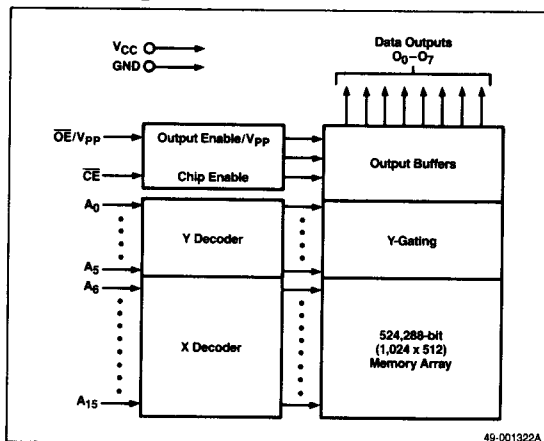 Data Outputs
O0–O7
VCC
GND
OE/VPP
Output Enable/VPP
CE
Chip Enable
Output Buffers
A0
Y Decoder
Y-Gating
A5
A6
X Decoder
524,288-bit
(1,024 x 512)
Memory Array
A15
49-001322A